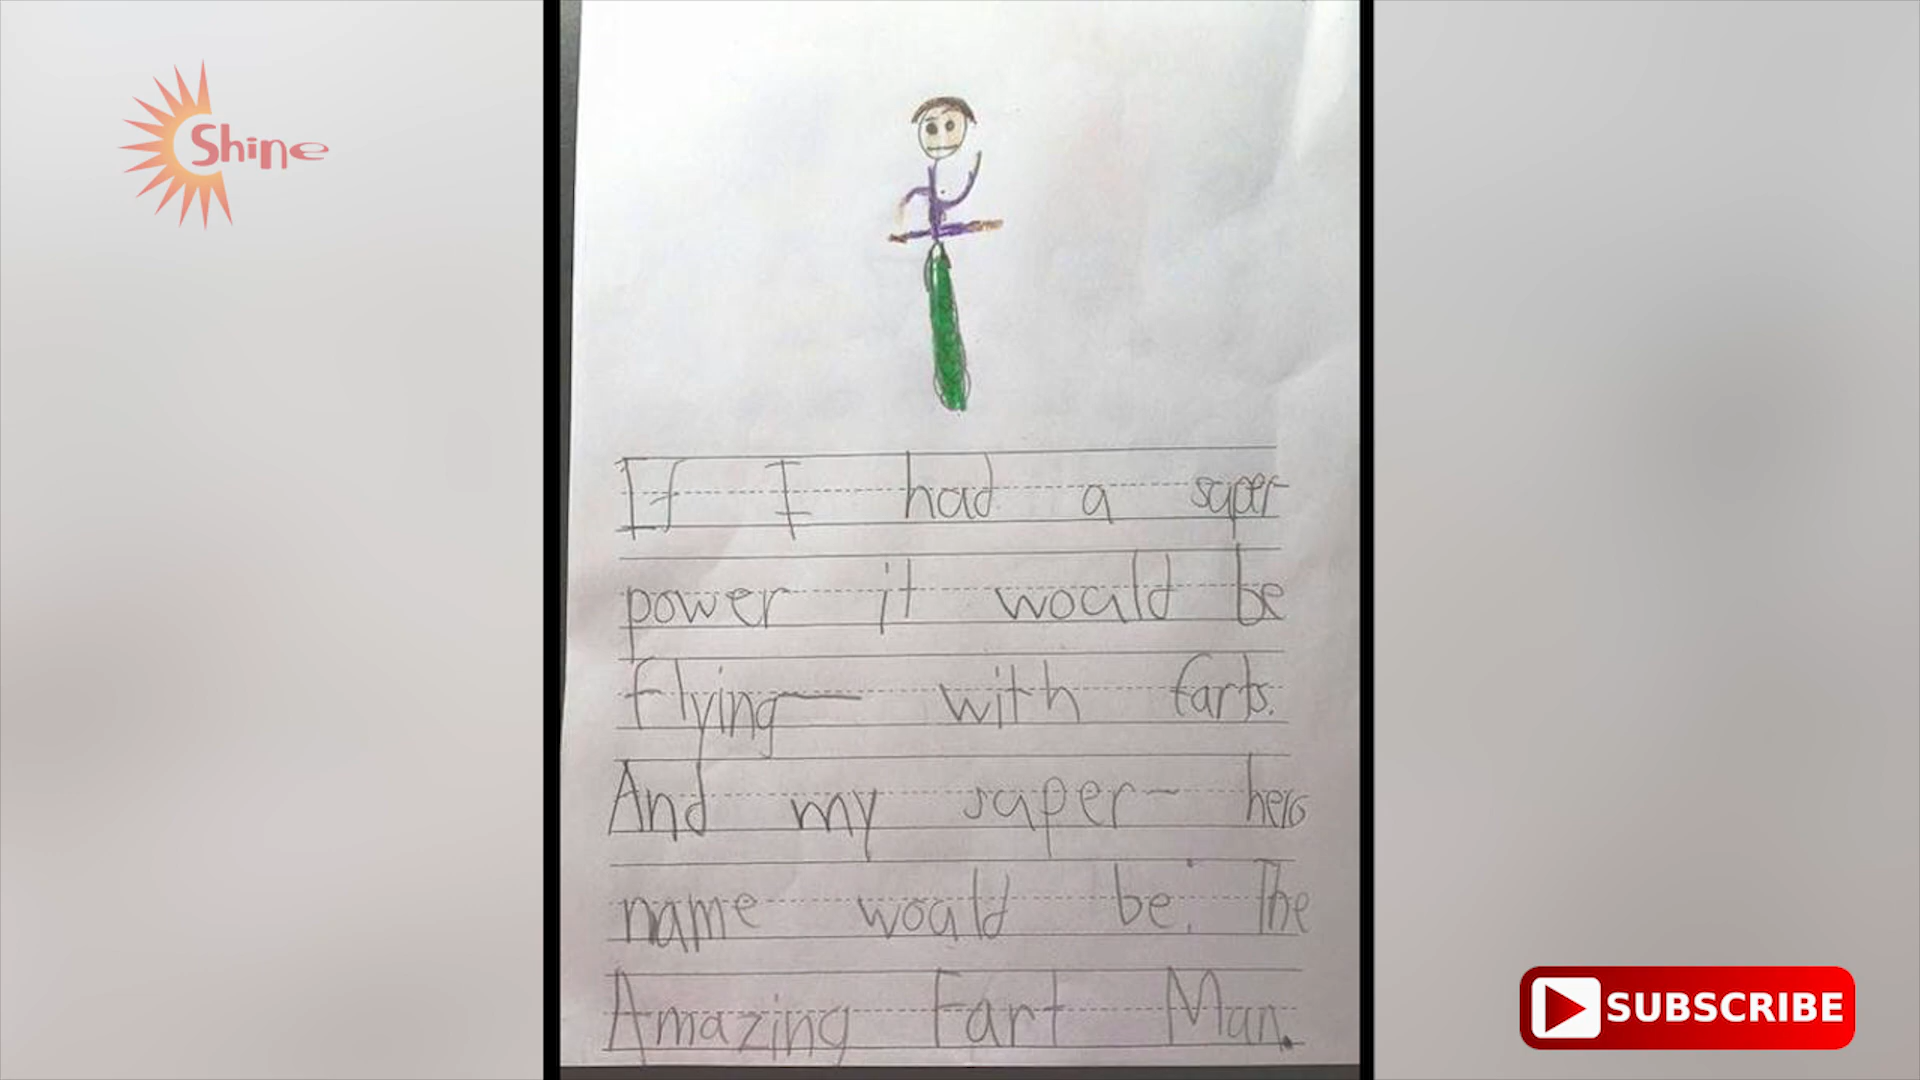 Shine
If I had a super
power it would be
flying with farts.
And my super- hero
name would be: The
Amazing Fart Man.
SUBSCRIBE